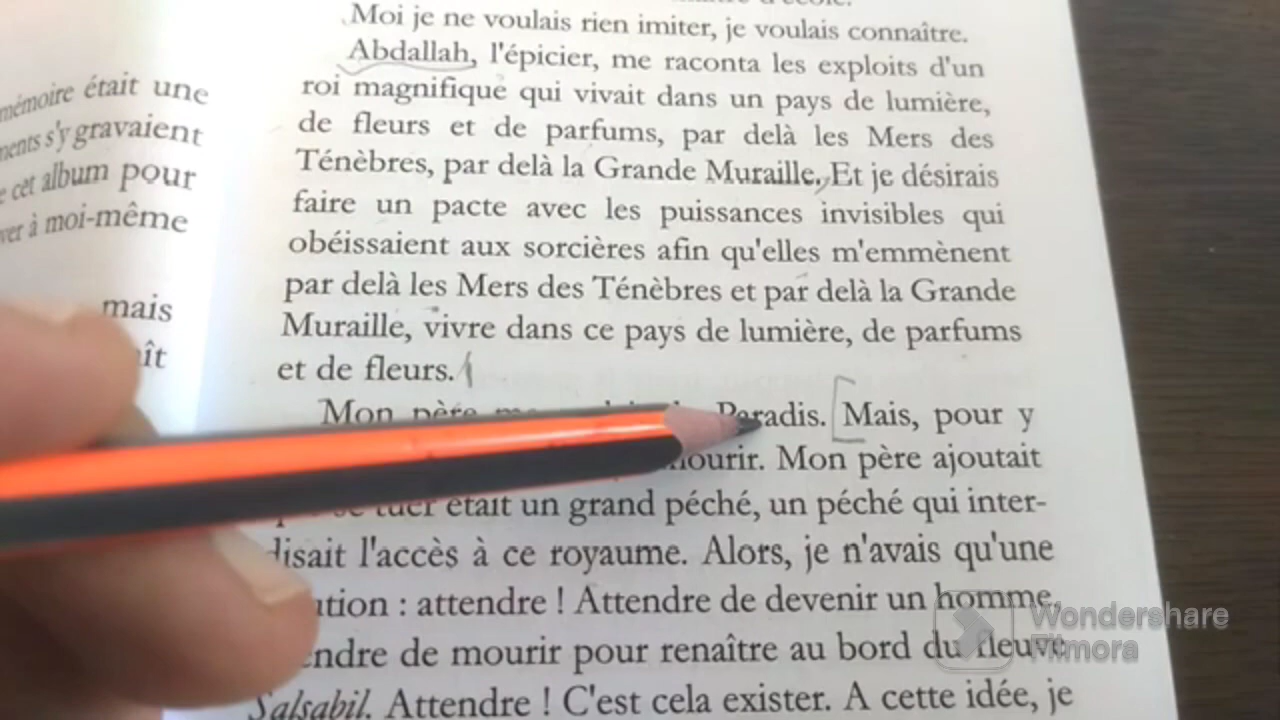 mémoire était une
s'y gravaient
cet album pour
à moi-même
mais
Moi je ne voulais rien imiter, je voulais connaître.
Abdallah, l'épicier, me raconta les exploits d'un
roi magnifique qui vivait dans un pays de lumière,
de fleurs et de parfums, par delà les Mers des
Ténèbres, par delà la Grande Muraille. Et je désirais
faire un pacte avec les puissances invisibles qui
obéissaient aux sorcières afin qu'elles m'emmènent
par delà les Mers des Ténèbres et par delà la Grande
Muraille, vivre dans ce pays de lumière, de parfums
et de fleurs.
Mon père Paradis. Mais, pour y
mourir. Mon père ajoutait
se tuer était un grand péché, un péché qui inter-
disait l'accès à ce royaume. Alors, je n'avais qu'une
: attendre ! Attendre de devenir un homme,
de mourir pour renaître au bord du fleuve
Salsabil. Attendre ! C'est cela exister. A cette idée, je
Wondershare
Filmora